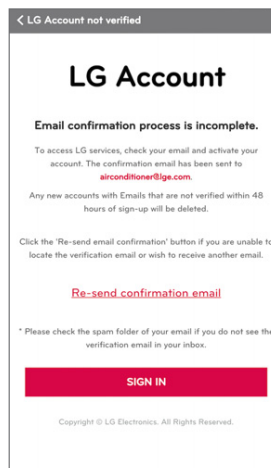 LG Account not verified
LG Account
Email confirmation process is incomplete.
To access LG services, check your email and activate your
account. The confirmation email has been sent to
airconditioner@lge.com.
Any new accounts with Emails that are not verified within 48
hours of sign-up will be deleted.
Click the 'Re-send email confirmation' button if you are unable to
locate the verification email or wish to receive another email.
Re-send confirmation email
* Please check the spam folder of your email if you do not see the
verification email in your inbox.
SIGN IN
Copyright © LG Electronics. All Rights Reserved.